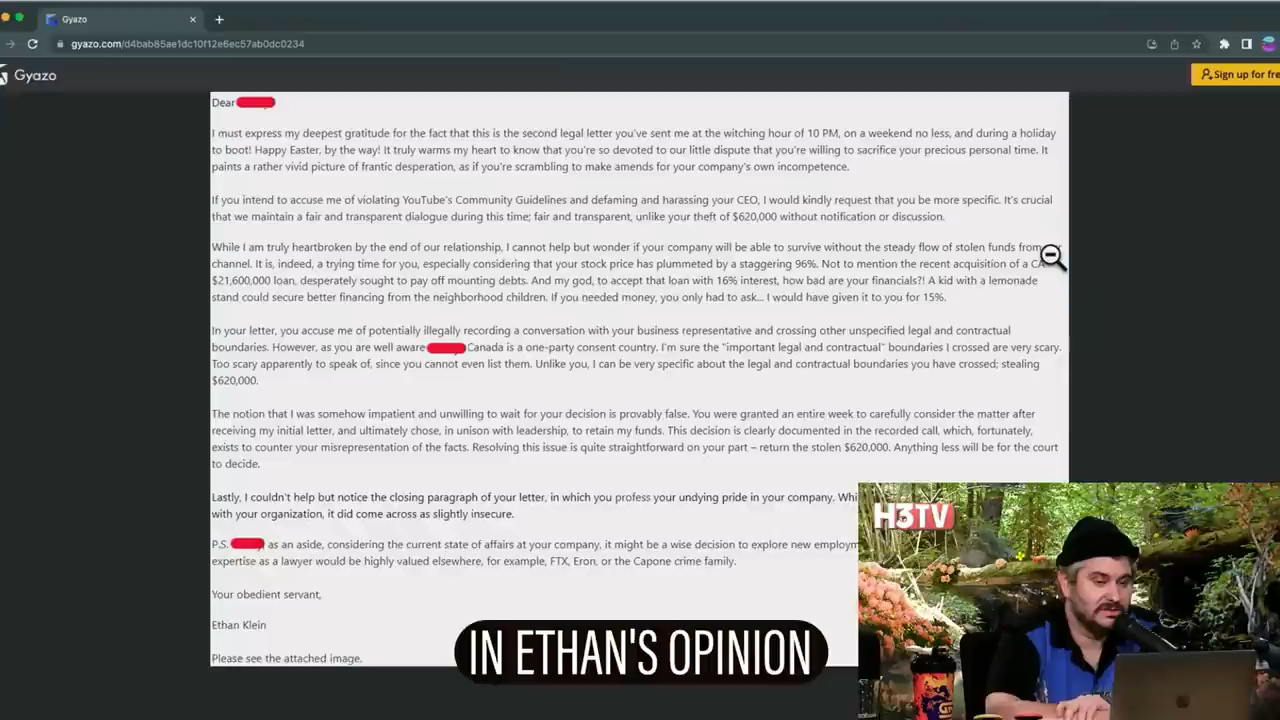 Gyazo
gyazo.com/d4bab85ae1dc10f12e6ec57ab0dc0234
Gyazo
Sign up for fre
Dear
I must express my deepest gratitude for the fact that this is the second legal letter you've sent me at the witching hour of 10 PM, on a weekend no less, and during a holiday
to boot! Happy Easter, by the way! It truly warms my heart to know that you're so devoted to our little dispute that you're willing to sacrifice your precious personal time. It
paints a rather vivid picture of frantic desperation, as if you're scrambling to make amends for your company's own incompetence.
If you intend to accuse me of violating YouTube's Community Guidelines and defaming and harassing your CEO, I would kindly request that you be more specific. It's crucial
that we maintain a fair and transparent dialogue during this time; fair and transparent, unlike your theft of $620,000 without notification or discussion.
While I am truly heartbroken by the end of our relationship, I cannot help but wonder if your company will be able to survive without the steady flow of stolen funds from
channel. It is, indeed, a trying time for you, especially considering that your stock price has plummeted by a staggering 96%. Not to mention the recent acquisition of a CA
$21,600,000 loan, desperately sought to pay off mounting debts. And my god, to accept that loan with 16% interest, how bad are your financials?! A kid with a lemonade
stand could secure better financing from the neighborhood children. If you needed money, you only had to ask... I would have given it to you for 15%.
In your letter, you accuse me of potentially illegally recording a conversation with your business representative and crossing other unspecified legal and contractual
boundaries. However, as you are well aware Canada is a one-party consent country. I'm sure the "important legal and contractual" boundaries I crossed are very scary.
Too scary apparently to speak of, since you cannot even list them. Unlike you, I can be very specific about the legal and contractual boundaries you have crossed; stealing
$620,000.
The notion that I was somehow impatient and unwilling to wait for your decision is provably false. You were granted an entire week to carefully consider the matter after
receiving my initial letter, and ultimately chose, in unison with leadership, to retain my funds. This decision is clearly documented in the recorded call, which, fortunately,
exists to counter your misrepresentation of the facts. Resolving this issue is quite straightforward on your part – return the stolen $620,000. Anything less will be for the court
to decide.
Lastly, I couldn't help but notice the closing paragraph of your letter, in which you profess your undying pride in your company. Whi
with your organization, it did come across as slightly insecure.
P.S. as an aside, considering the current state of affairs at your company, it might be a wise decision to explore new employm
expertise as a lawyer would be highly valued elsewhere, for example, FTX, Eron, or the Capone crime family.
Your obedient servant,
Ethan Klein
Please see the attached image.
H3TV
IN ETHAN'S OPINION